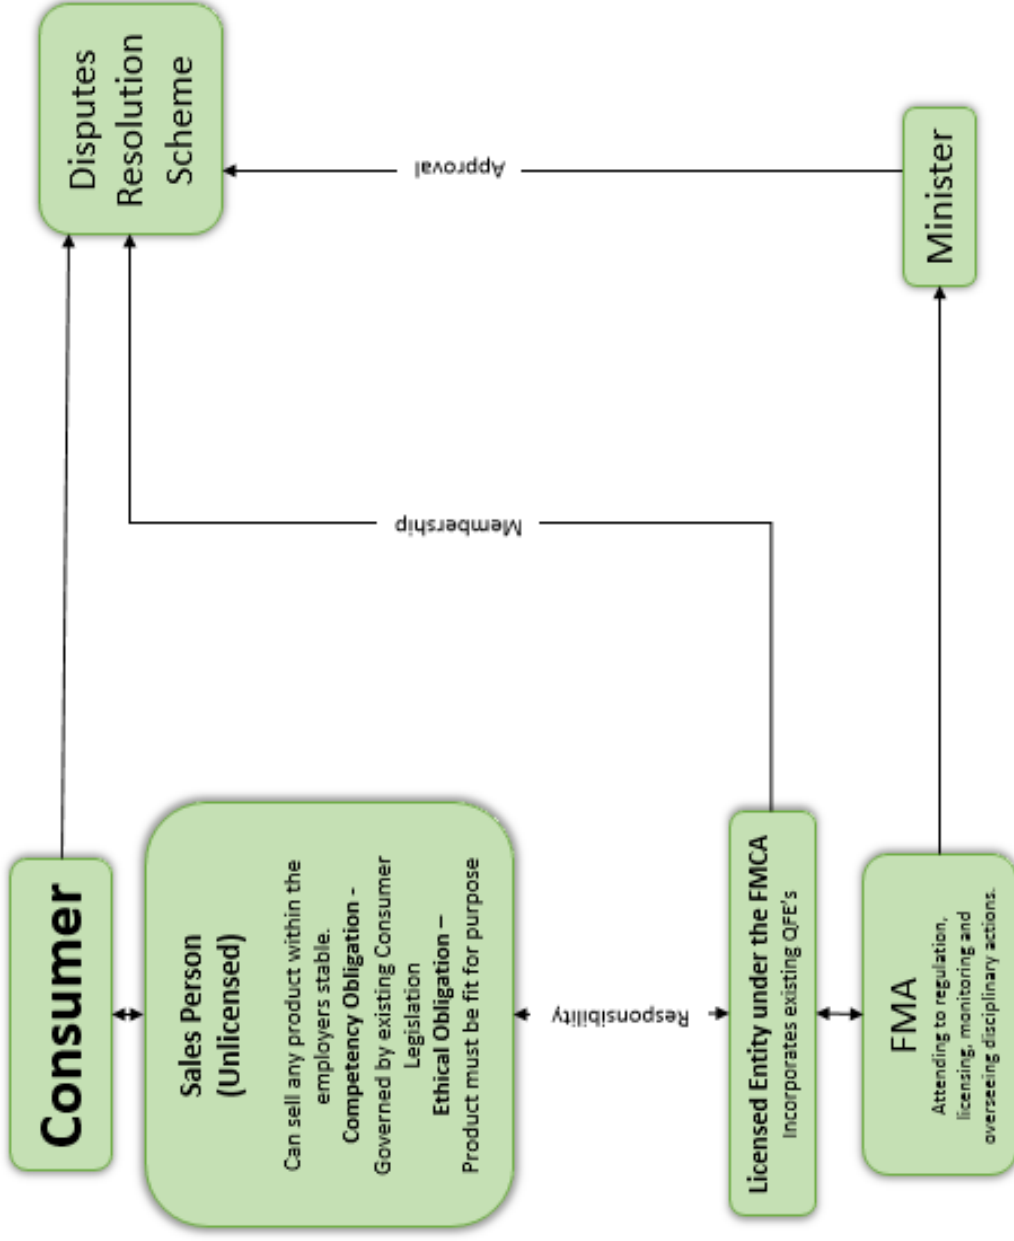 Consumer
Sales Person
(Unlicensed)
Can sell any product within the
employers stable.
Competency Obligation -
Governed by existing Consumer
Legislation
Ethical Obligation –
Product must be fit for purpose
Responsibility
Licensed Entity under the FMCA
Incorporates existing QFE's
FMA
Attending to regulation,
licensing, monitoring and
overseeing disciplinary actions.
Membership
Disputes
Resolution
Scheme
Approval
Minister